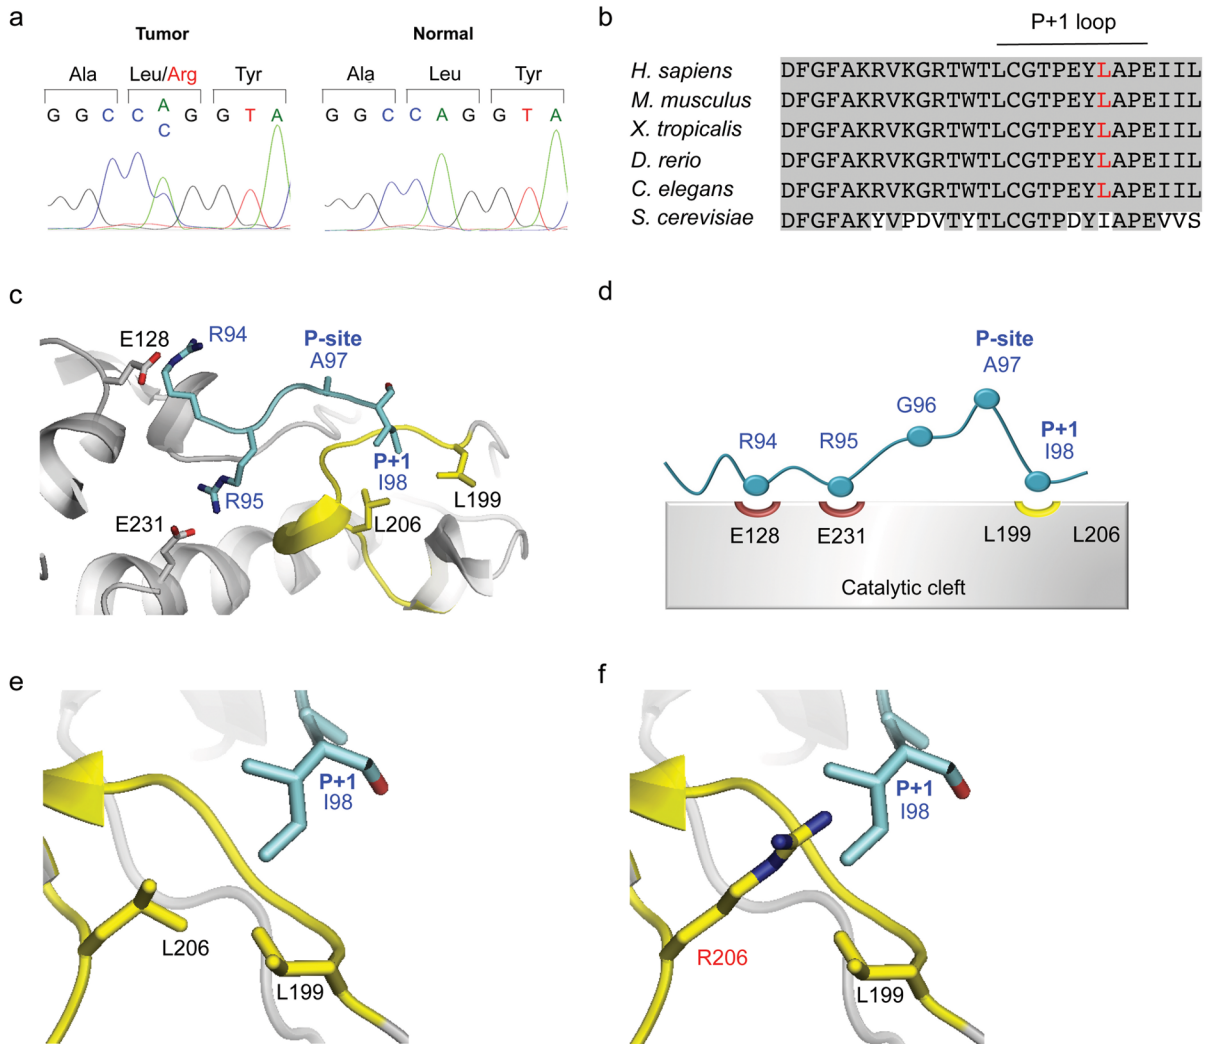 a
Tumor
Normal
Ala Leu/Arg Tyr
Ala Leu Tyr
A
G G C C G G T A
C
G G C C A G G T A
b
P+1 loop
H. sapiens DFGFAKRVKGRTWTLCGTPEYLAPEIIL
M. musculus DFGFAKRVKGRTWTLCGTPEYLAPEIIL
X. tropicalis DFGFAKRVKGRTWTLCGTPEYLAPEIIL
D. rerio DFGFAKRVKGRTWTLCGTPEYLAPEIIL
C. elegans DFGFAKRVKGRTWTLCGTPEYLAPEIIL
S. cerevisiae DFGFAKYVPDVTYTLCGTPDYIAPEVVS
c
E128
R94
P-site
A97
P+1
I98
L199
R95
E231
L206
d
P-site
A97
G96
R94
R95
P+1
I98
E128
E231
L199
L206
Catalytic cleft
e
P+1
I98
L206
L199
f
P+1
I98
R206
L199